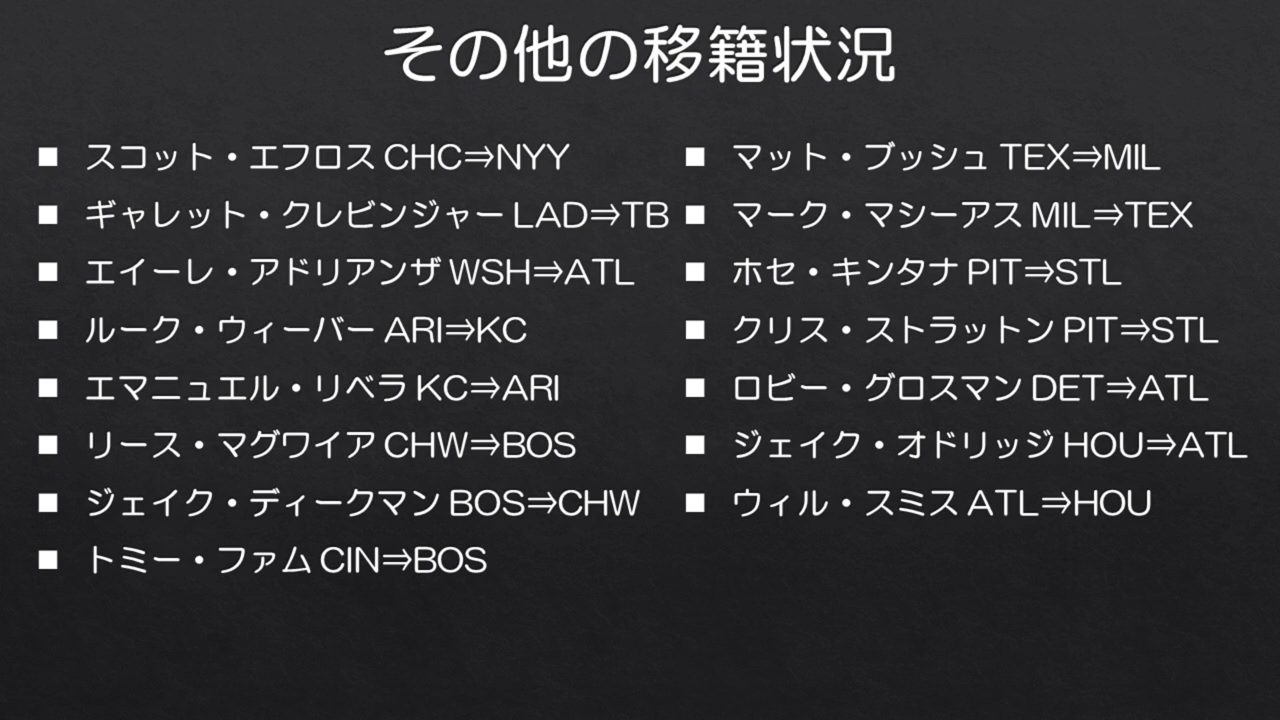 その他の移籍状況
■ スコット・エフロス CHC⇒NYY
■ ギャレット・クレビンジャー LAD⇒TB
■ エイーレ・アドリアンザ WSH⇒ATL
■ ルーク・ウィーバー ARI⇒KC
■ エマニュエル・リベラ KC⇒ARI
■ リース・マグワイア CHW⇒BOS
■ ジェイク・ディークマン BOS⇒CHW
■ トミー・ファム CIN⇒BOS
■ マット・ブッシュ TEX⇒MIL
■ マーク・マシーアス MIL⇒TEX
■ ホセ・キンタナ PIT⇒STL
■ クリス・ストラットン PIT⇒STL
■ ロビー・グロスマン DET⇒ATL
■ ジェイク・オドリッジ HOU⇒ATL
■ ウィル・スミス ATL⇒HOU